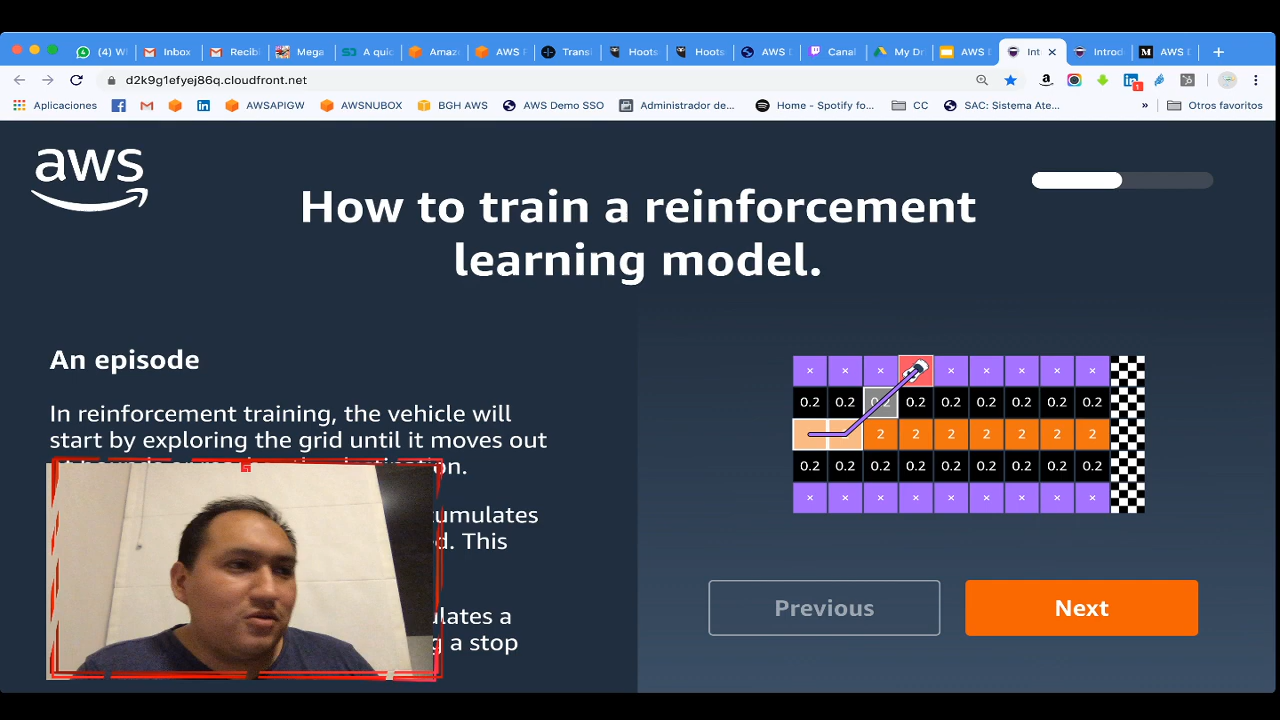 (4) W
Inbox
Recib
Mega
A quic
Amaz
AWS F
Transi
Hoots
Hoots
AWS
Canal
My Dr
AWS
Int
Introd
AWS
d2k9g1efyej86q.cloudfront.net
Aplicaciones
AWSAPIGW
AWSNUBOX
BGH AWS
AWS Demo SSO
Administrador de...
Home - Spotify fo...
CC
SAC: Sistema Ate...
»
Otros favoritos
aws
How to train a reinforcement
learning model.
An episode
In reinforcement training, the vehicle will
start by exploring the grid until it moves out
destination.
cumulates
d. This
ulates a
g a stop
× × × × × × × ×
0.2 0.2 0.2 0.2 0.2 0.2 0.2 0.2 0.2
2 2 2 2 2 2 2
0.2 0.2 0.2 0.2 0.2 0.2 0.2 0.2 0.2
× × × × × × × × ×
Previous
Next